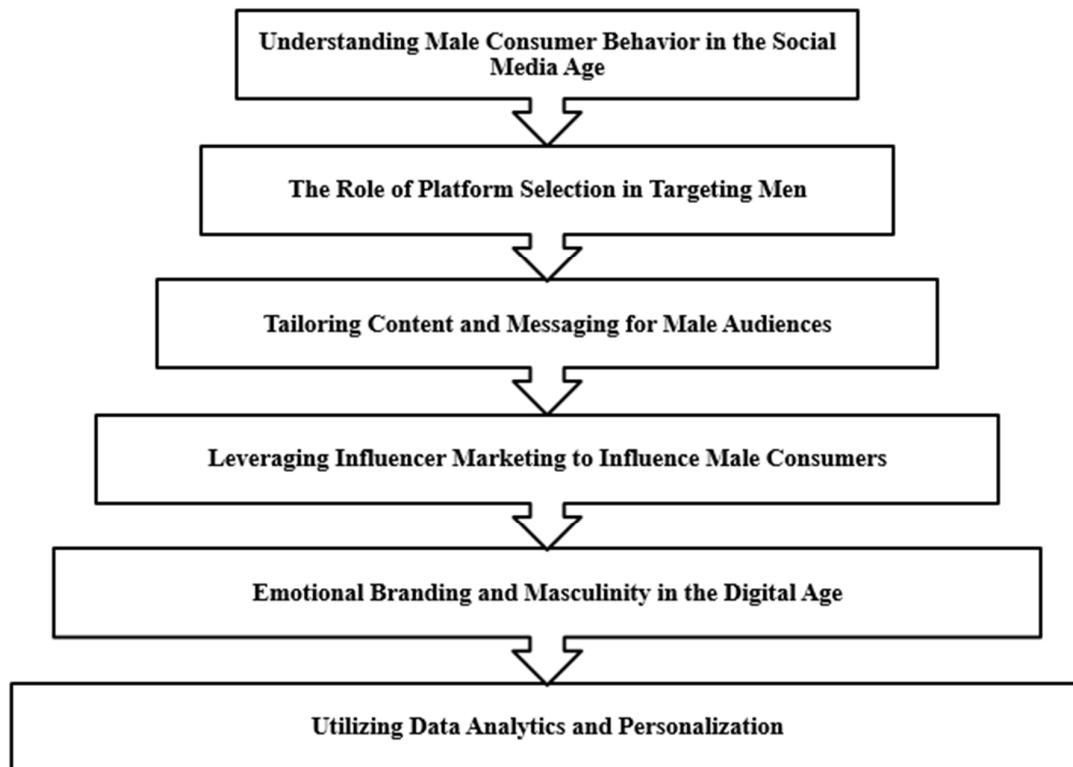 Understanding Male Consumer Behavior in the Social
Media Age
The Role of Platform Selection in Targeting Men
Tailoring Content and Messaging for Male Audiences
Leveraging Influencer Marketing to Influence Male Consumers
Emotional Branding and Masculinity in the Digital Age
Utilizing Data Analytics and Personalization